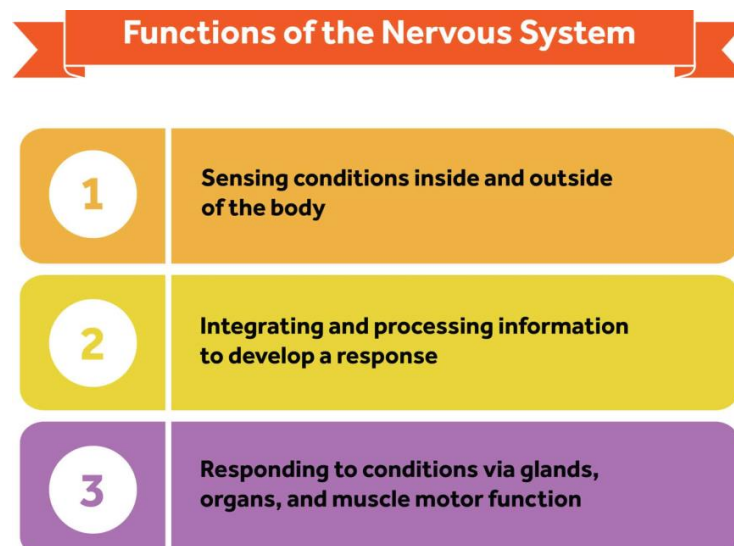 Functions of the Nervous System
1
Sensing conditions inside and outside
of the body
2
Integrating and processing information
to develop a response
3
Responding to conditions via glands,
organs, and muscle motor function